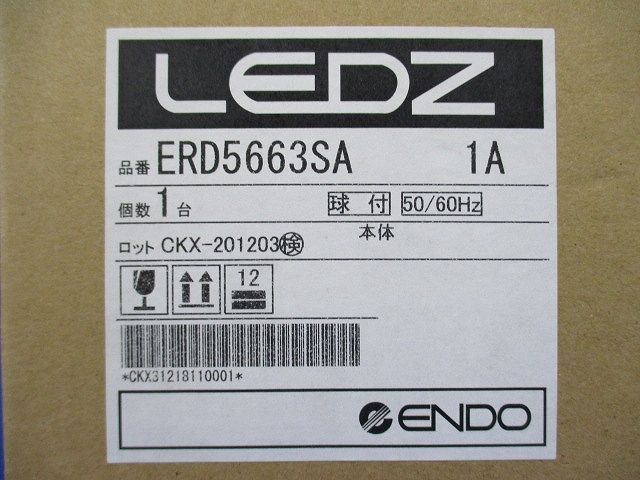 LEDZ
品番 ERD5663SA 1A
個数 1 台 球付 50/60Hz
本体
ロット CKX-201203 検
12
*CKX31218110001*
ENDO